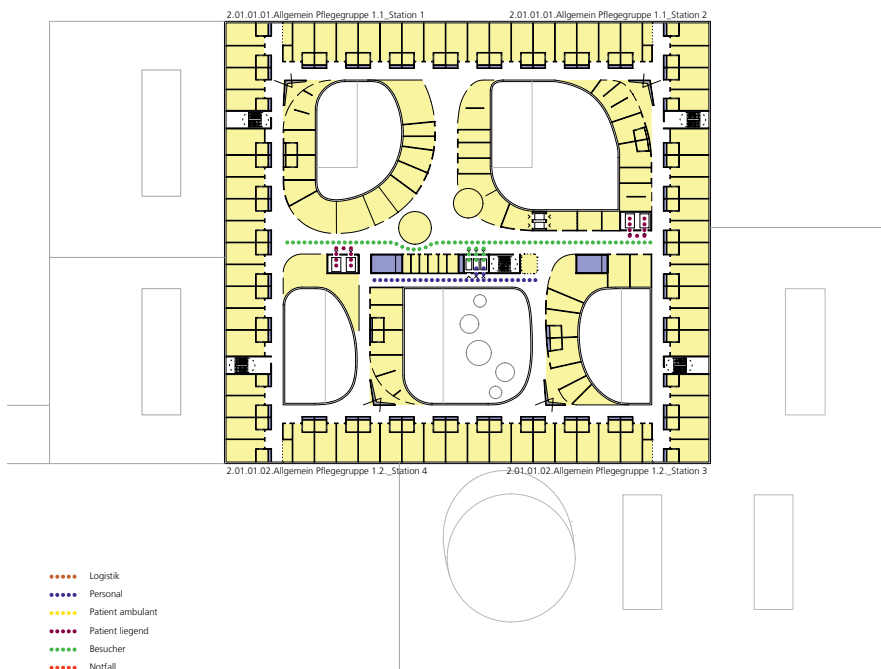 2.01.01.01.Allgemein Pflegegruppe 1.1_Station 1
2.01.01.01.Allgemein Pflegegruppe 1.1_Station 2
2.01.01.02.Allgemein Pflegegruppe 1.2._Station 4
2.01.01.02.Allgemein Pflegegruppe 1.2._Station 3
Logistik
Personal
Patient ambulant
Patient liegend
Besucher
Notfall